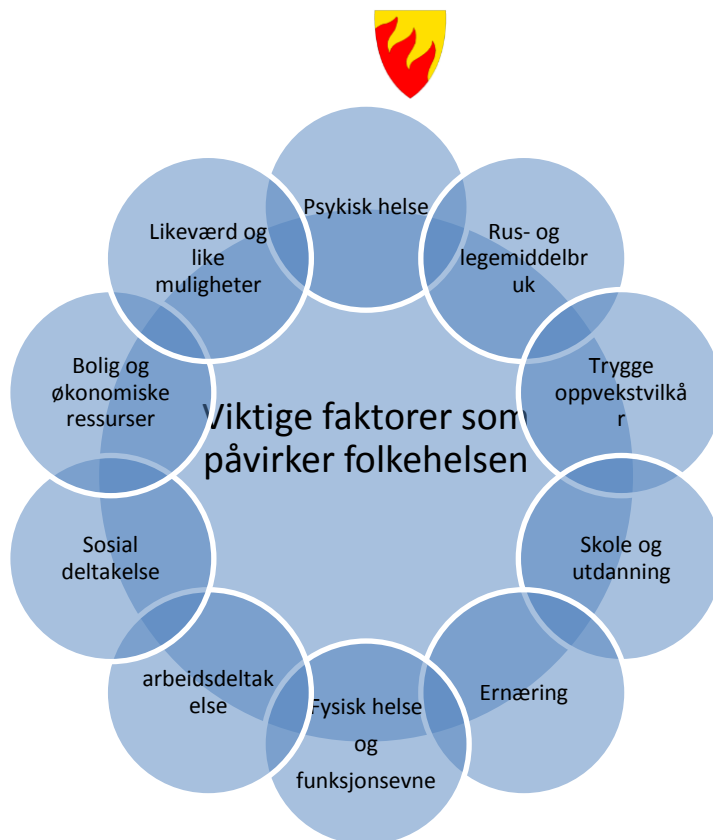 Psykisk helse
Rus- og
legemiddelbr
uk
Trygge
oppvekstvilkå
r
Skole og
utdanning
Ernæring
Fysisk helse
og
funksjonsevne
arbeidsdeltak
else
Sosial
deltakelse
Bolig og
økonomiske
ressurser
Likeværd og
like
muligheter
Viktige faktorer som
påvirker folkehelsen